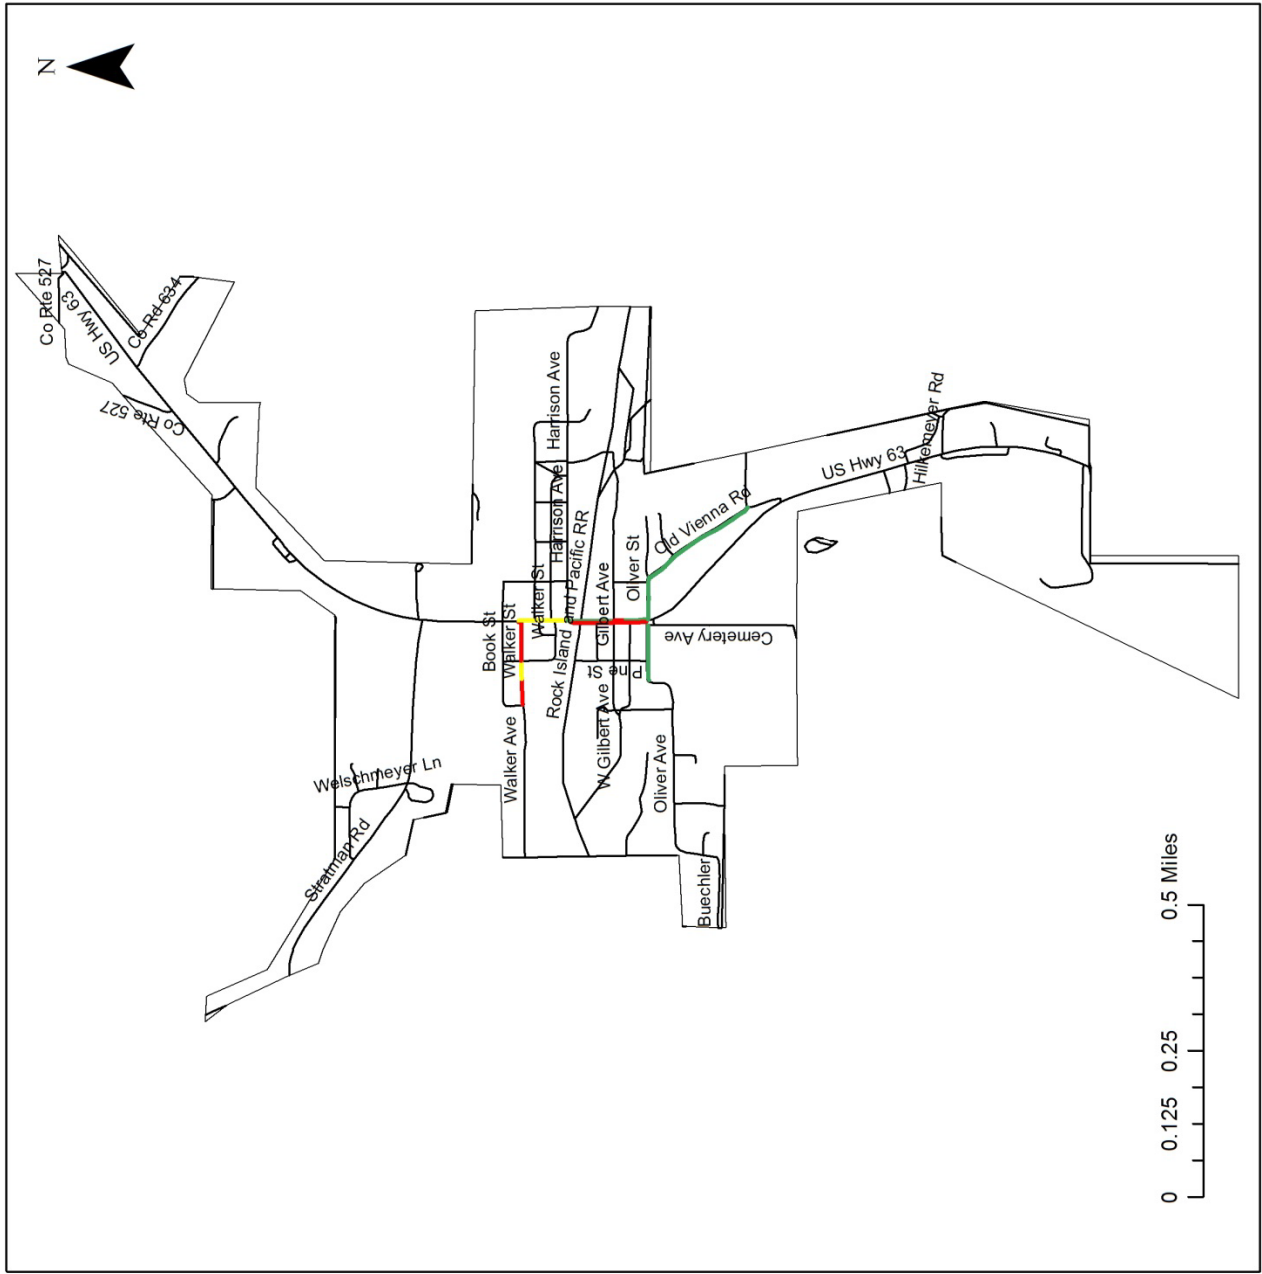 N
Co Rte 527
US Hwy 63
Co Rd 634
Co Rte 527
Harrison Ave
Harrison Ave
Book St
Walker St
Walker St
Rock Island and Pacific RR
Gilbert Ave
Oliver St
Old Vienna Rd
US Hwy 63
Hilkemeyer Rd
Cemetery Ave
P ne St
Walker Ave
W Gilbert Ave
Oliver Ave
Welschmeyer Ln
Stratman Rd
Buechler
0 0.125 0.25 0.5 Miles